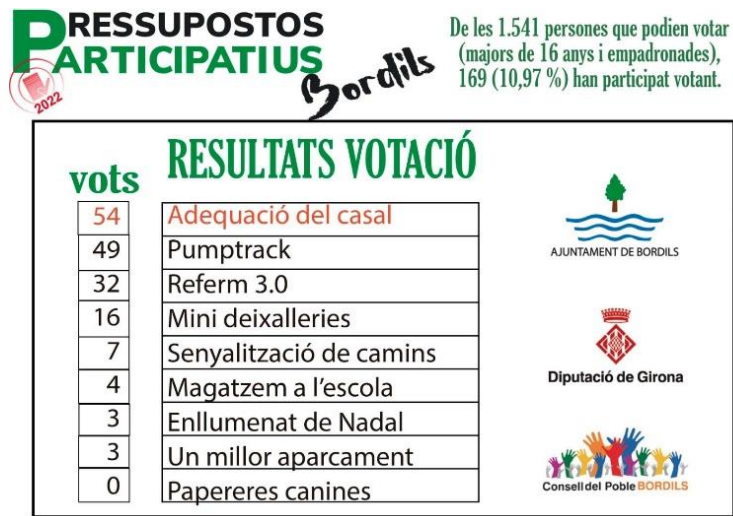 PRESSUPOSTOS
PARTICIPATIUS
Bordils
2022
De les 1.541 persones que podien votar
(majors de 16 anys i empadronades),
169 (10,97 %) han participat votant.
vots RESULTATS VOTACIÓ
54 Adequació del casal
49 Pumptrack
32 Referm 3.0
16 Mini deixalleries
7 Senyalització de camins
4 Magatzem a l'escola
3 Enllumenat de Nadal
3 Un millor aparcament
0 Papereres canines
AJUNTAMENT DE BORDILS
Diputació de Girona
Consell del Poble BORDILS